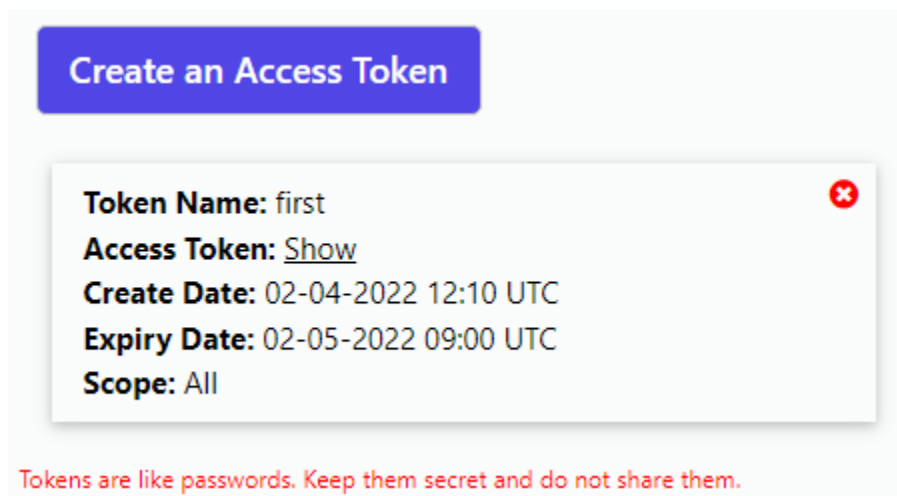 Create an Access Token
Token Name: first
Access Token: Show
Create Date: 02-04-2022 12:10 UTC
Expiry Date: 02-05-2022 09:00 UTC
Scope: All
Tokens are like passwords. Keep them secret and do not share them.